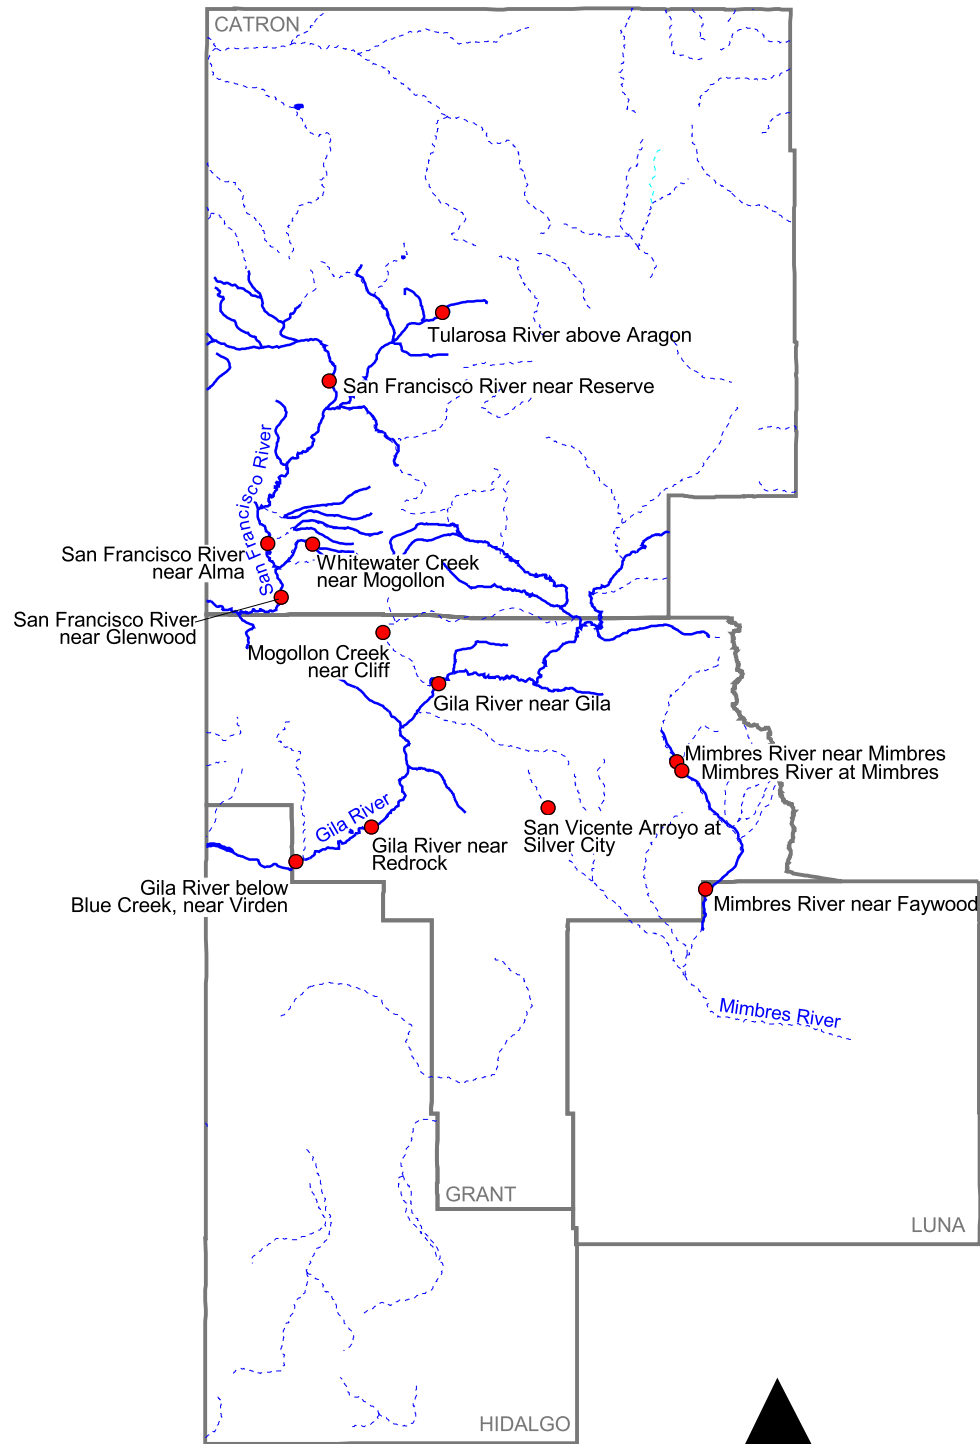 CATRON
Tularosa River above Aragon
San Francisco River near Reserve
San Francisco River
San Francisco River
near Alma
Whitewater Creek
near Mogollon
San Francisco River
near Glenwood
Mogollon Creek
near Cliff
Gila River near Gila
Mimbres River near Mimbres
Mimbres River at Mimbres
Gila River
San Vicente Arroyo at
Silver City
Gila River near
Redrock
Gila River below
Blue Creek, near Virden
Mimbres River near Faywood
Mimbres River
GRANT
LUNA
HIDALGO